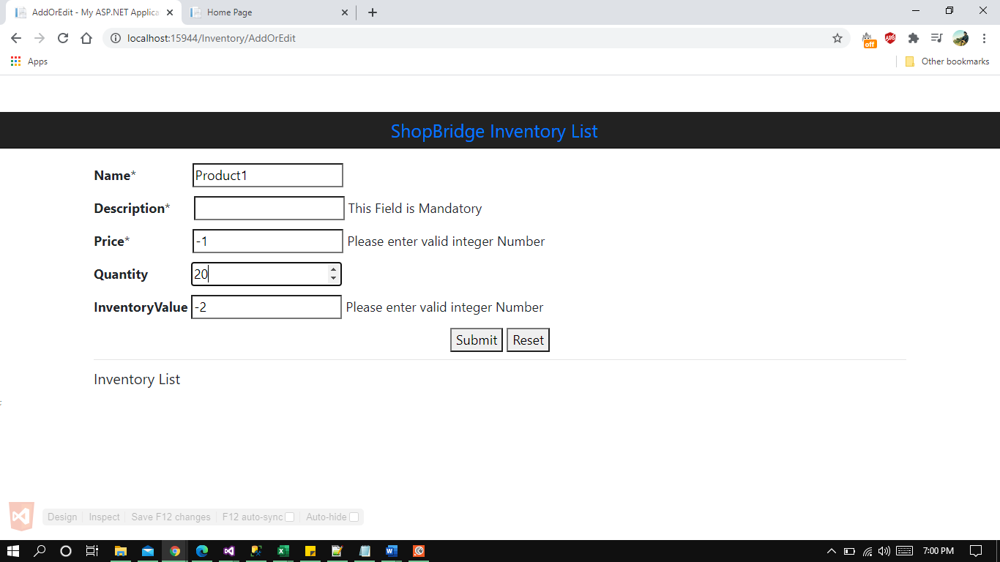 AddOrEdit - My ASP.NET Applica
Home Page
localhost:15944/Inventory/AddOrEdit
off
ABP
Apps
Other bookmarks
ShopBridge Inventory List
Name* Product1
Description* This Field is Mandatory
Price* -1 Please enter valid integer Number
Quantity 20
InventoryValue -2 Please enter valid integer Number
Submit Reset
Inventory List
Design Inspect Save F12 changes F12 auto-sync Auto-hide
7:00 PM